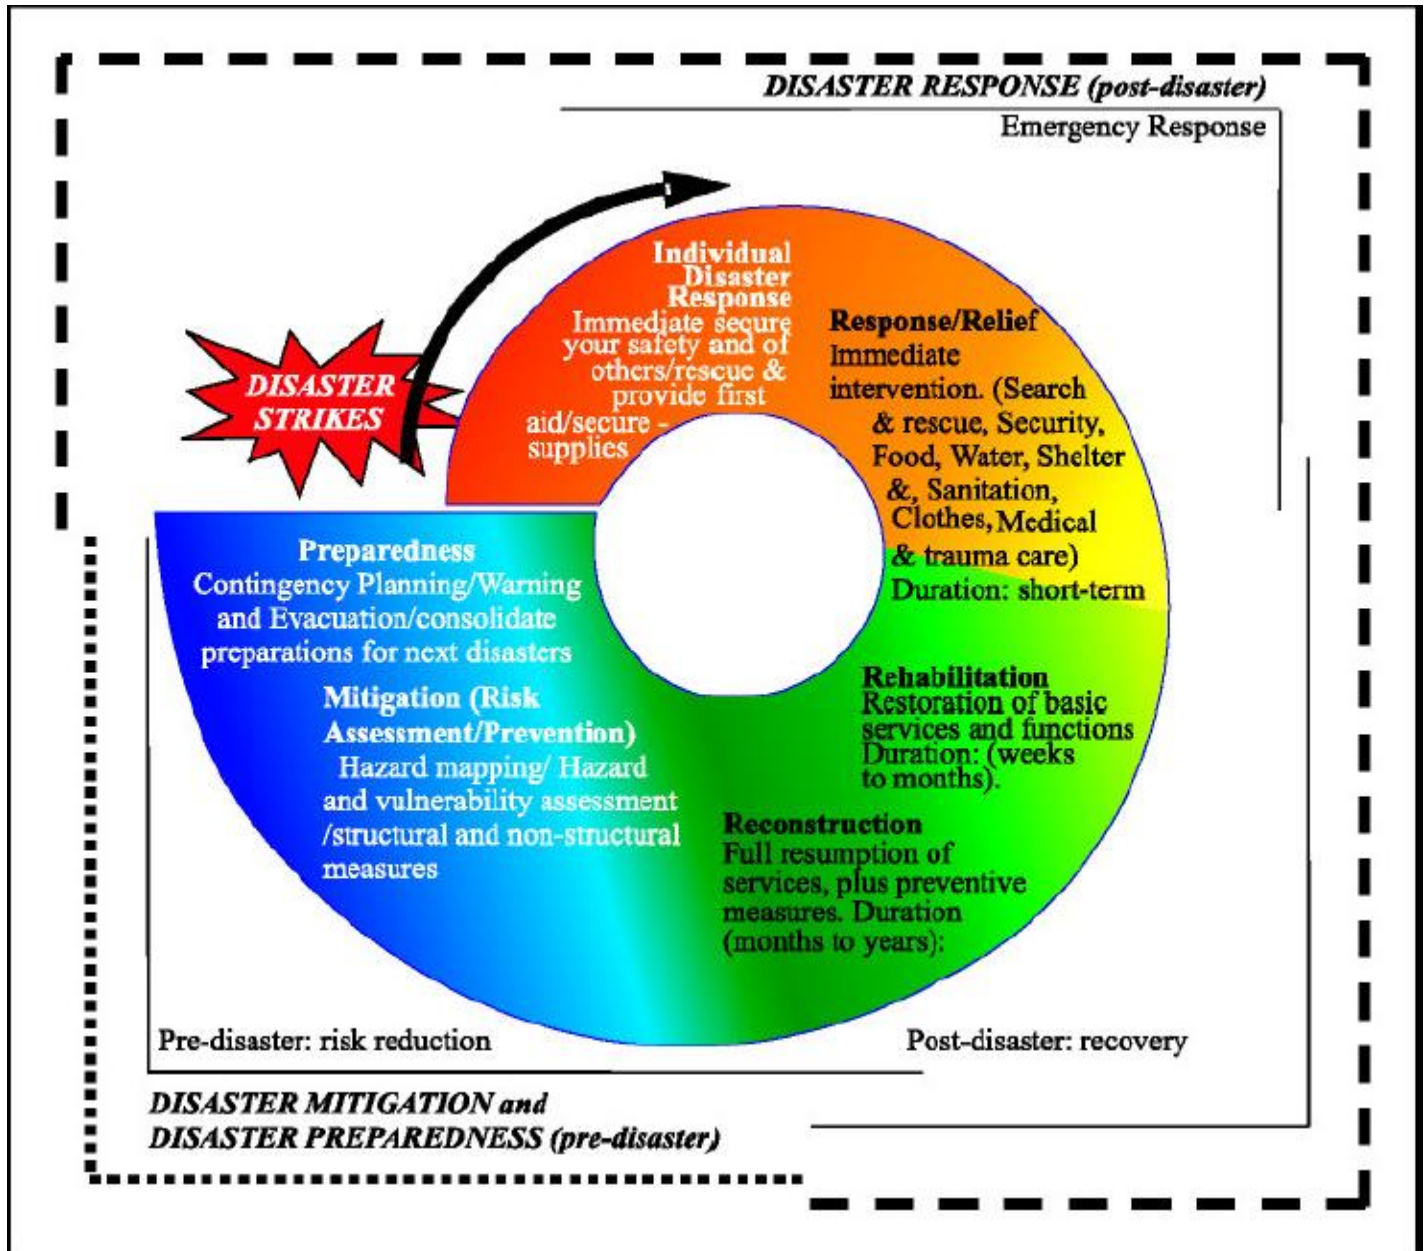 DISASTER RESPONSE (post-disaster)
Emergency Response
DISASTER
STRIKES
Individual
Disaster
Response
Immediate secure
your safety and of
others/rescue &
provide first
aid/secure -
supplies
Response/Relief
Immediate
intervention. (Search
& rescue, Security,
Food, Water, Shelter
&, Sanitation,
Clothes, Medical
& trauma care)
Duration: short-term
Rehabilitation
Restoration of basic
services and functions
Duration: (weeks
to months).
Reconstruction
Full resumption of
services, plus preventive
measures. Duration
(months to years):
Preparedness
Contingency Planning/Warning
and Evacuation/consolidate
preparations for next disasters
Mitigation (Risk
Assessment/Prevention)
Hazard mapping/ Hazard
and vulnerability assessment
/structural and non-structural
measures
Pre-disaster: risk reduction
Post-disaster: recovery
DISASTER MITIGATION and
DISASTER PREPAREDNESS (pre-disaster)